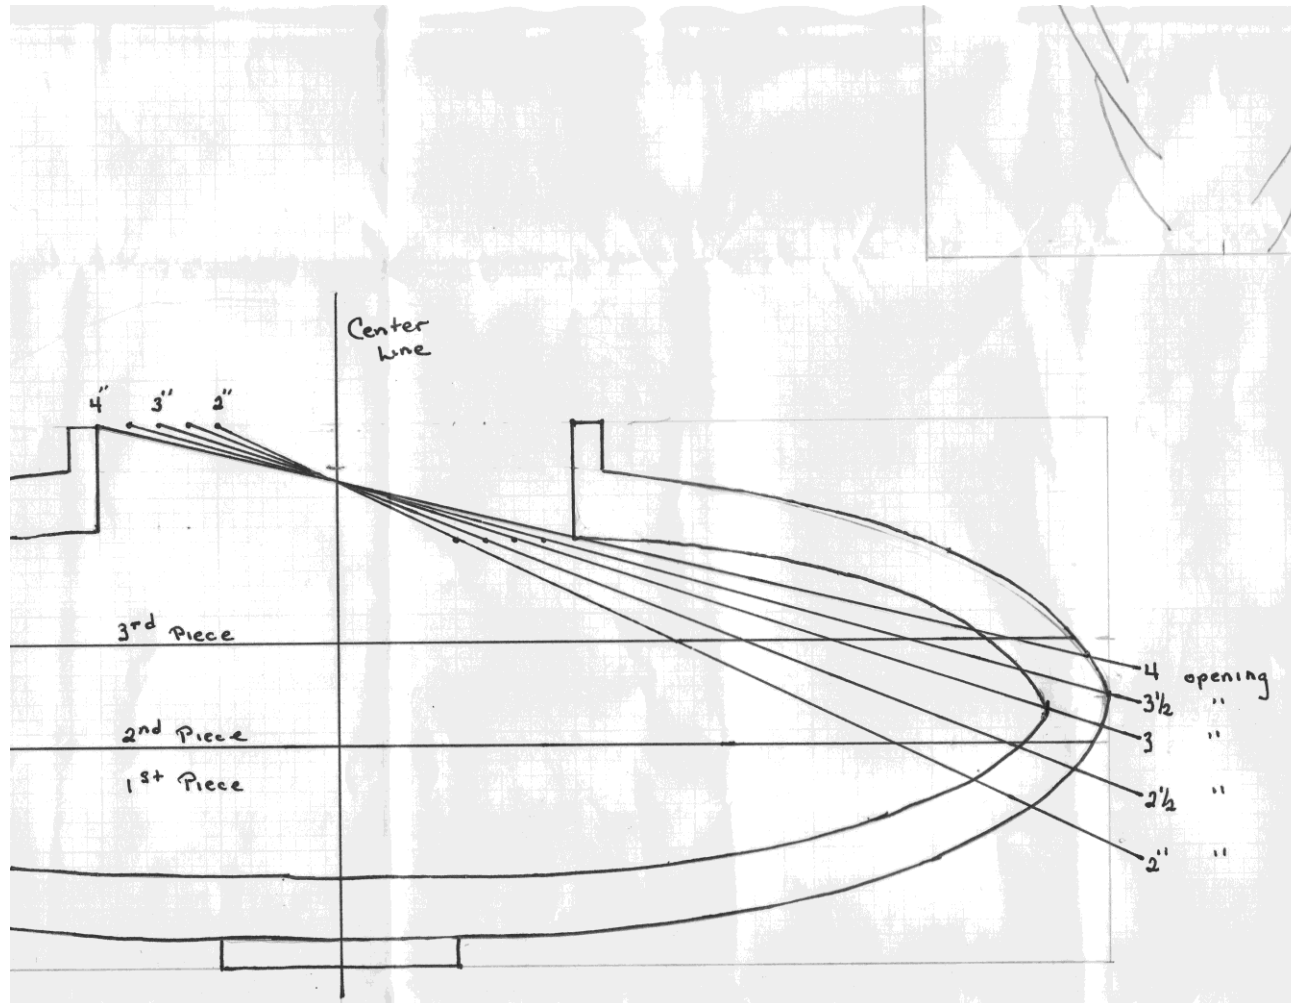 Center
Line
4" 3" 2"
3rd Piece
2nd Piece
1st Piece
4 opening
3½ "
3 "
2½ "
2" "